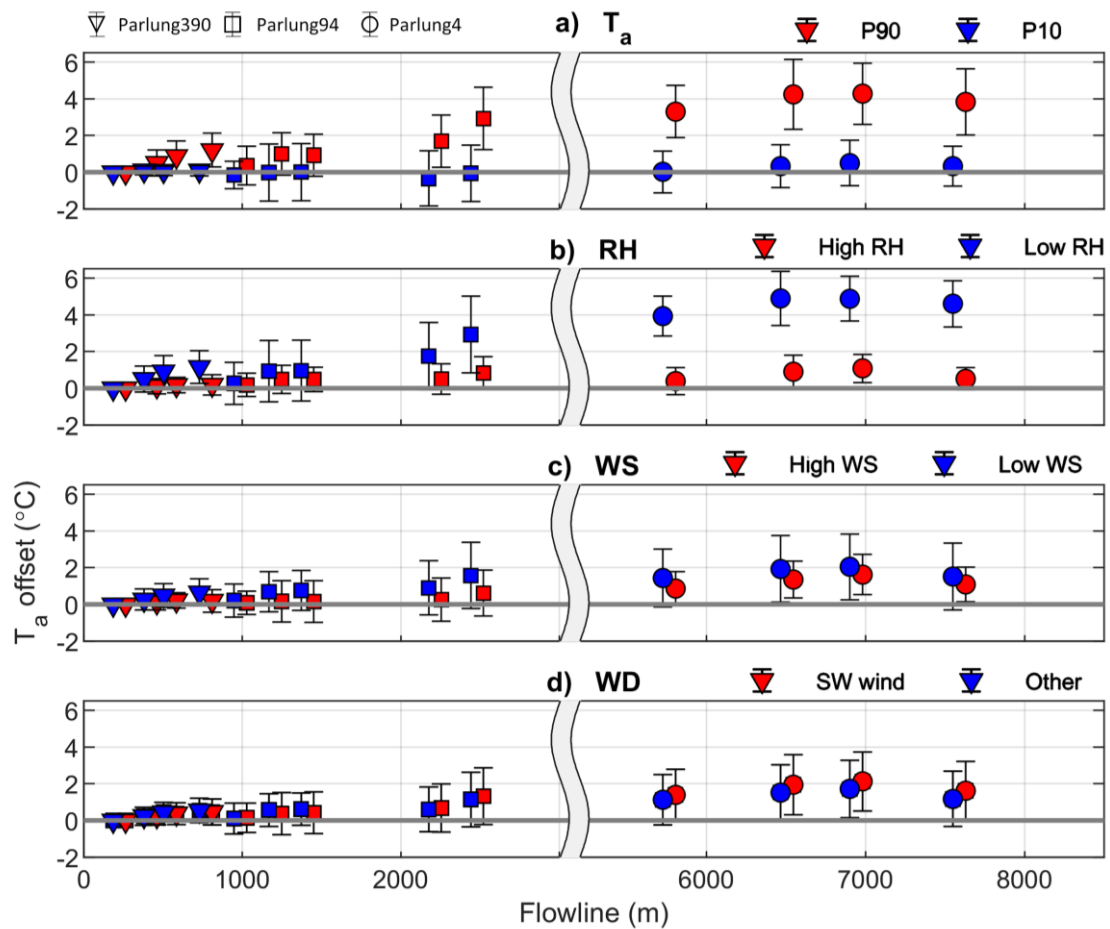 Parlung390 Parlung94 Parlung4 a) Ta P90 P10
6
4
2
0
-2
b) RH High RH Low RH
6
4
2
0
-2
c) WS High WS Low WS
6
4
2
0
-2
d) WD SW wind Other
6
4
2
0
-2
Ta offset (°C)
0 1000 2000 6000 7000 8000
Flowline (m)